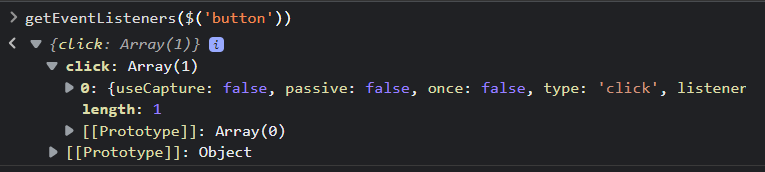 > getEventListeners($('button'))
{click: Array(1)} i
click: Array(1)
0: {useCapture: false, passive: false, once: false, type: 'click', listener
length: 1
[[Prototype]]: Array(0)
[[Prototype]]: Object